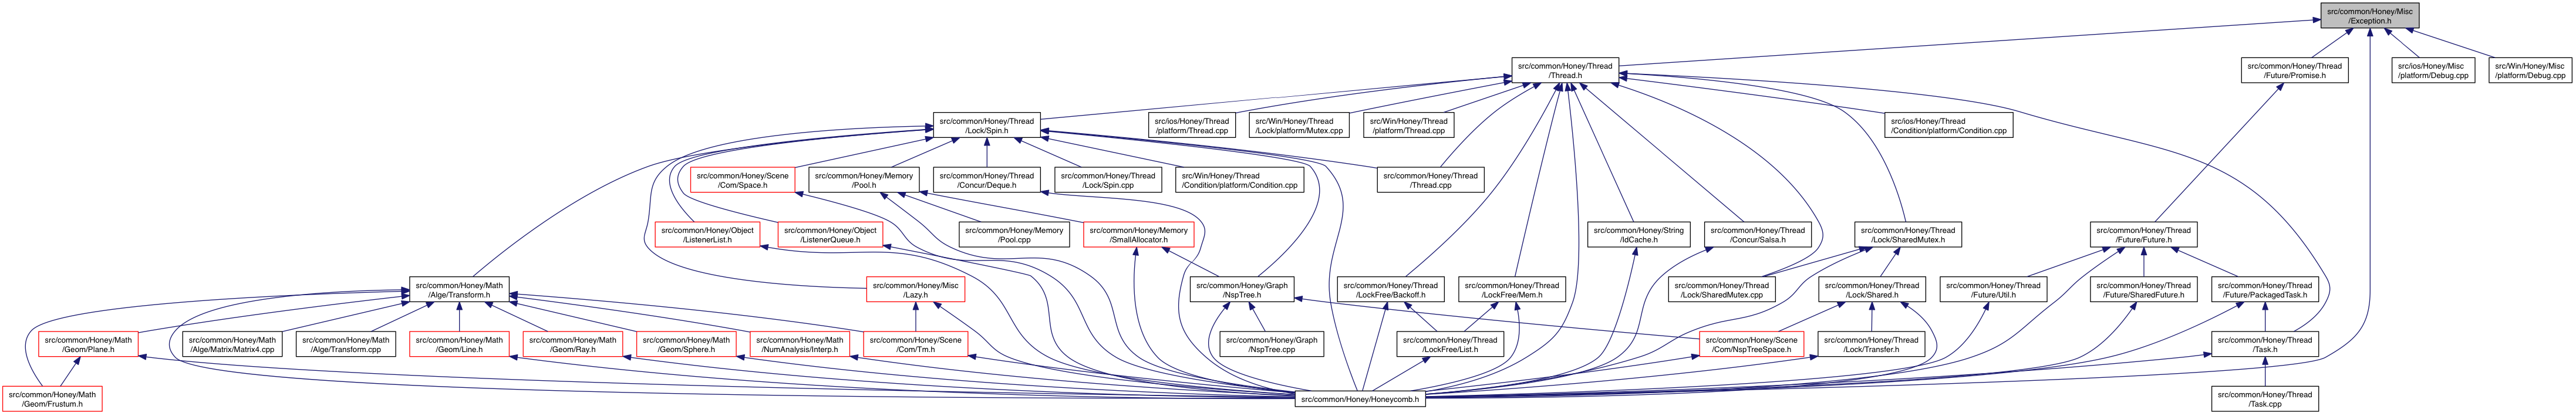 src/common/Honey/Misc
/Exception.h
src/common/Honey/Thread
/Thread.h
src/common/Honey/Thread
/Future/Promise.h
src/ios/Honey/Misc
/platform/Debug.cpp
src/Win/Honey/Misc
/platform/Debug.cpp
src/common/Honey/Thread
/Lock/Spin.h
src/ios/Honey/Thread
/platform/Thread.cpp
src/Win/Honey/Thread
/Lock/platform/Mutex.cpp
src/Win/Honey/Thread
/platform/Thread.cpp
src/ios/Honey/Thread
/Condition/platform/Condition.cpp
src/common/Honey/Scene
/Com/Space.h
src/common/Honey/Memory
/Pool.h
src/common/Honey/Thread
/Concur/Deque.h
src/common/Honey/Thread
/Lock/Spin.cpp
src/Win/Honey/Thread
/Condition/platform/Condition.cpp
src/common/Honey/Thread
/Thread.cpp
src/common/Honey/Object
/ListenerList.h
src/common/Honey/Object
/ListenerQueue.h
src/common/Honey/Memory
/Pool.cpp
src/common/Honey/Memory
/SmallAllocator.h
src/common/Honey/String
/IdCache.h
src/common/Honey/Thread
/Concur/Salsa.h
src/common/Honey/Thread
/Lock/SharedMutex.h
src/common/Honey/Thread
/Future/Future.h
src/common/Honey/Math
/Alge/Transform.h
src/common/Honey/Misc
/Lazy.h
src/common/Honey/Graph
/NspTree.h
src/common/Honey/Thread
/LockFree/Backoff.h
src/common/Honey/Thread
/LockFree/Mem.h
src/common/Honey/Thread
/Lock/SharedMutex.cpp
src/common/Honey/Thread
/Lock/Shared.h
src/common/Honey/Thread
/Future/Util.h
src/common/Honey/Thread
/Future/SharedFuture.h
src/common/Honey/Thread
/Future/PackagedTask.h
src/common/Honey/Math
/Geom/Plane.h
src/common/Honey/Math
/Alge/Matrix/Matrix4.cpp
src/common/Honey/Math
/Alge/Transform.cpp
src/common/Honey/Math
/Geom/Line.h
src/common/Honey/Math
/Geom/Ray.h
src/common/Honey/Math
/Geom/Sphere.h
src/common/Honey/Math
/NumAnalysis/Interp.h
src/common/Honey/Scene
/Com/Tm.h
src/common/Honey/Graph
/NspTree.cpp
src/common/Honey/Thread
/LockFree/List.h
src/common/Honey/Scene
/Com/NspTreeSpace.h
src/common/Honey/Thread
/Lock/Transfer.h
src/common/Honey/Thread
/Task.h
src/common/Honey/Math
/Geom/Frustum.h
src/common/Honey/Honeycomb.h
src/common/Honey/Thread
/Task.cpp